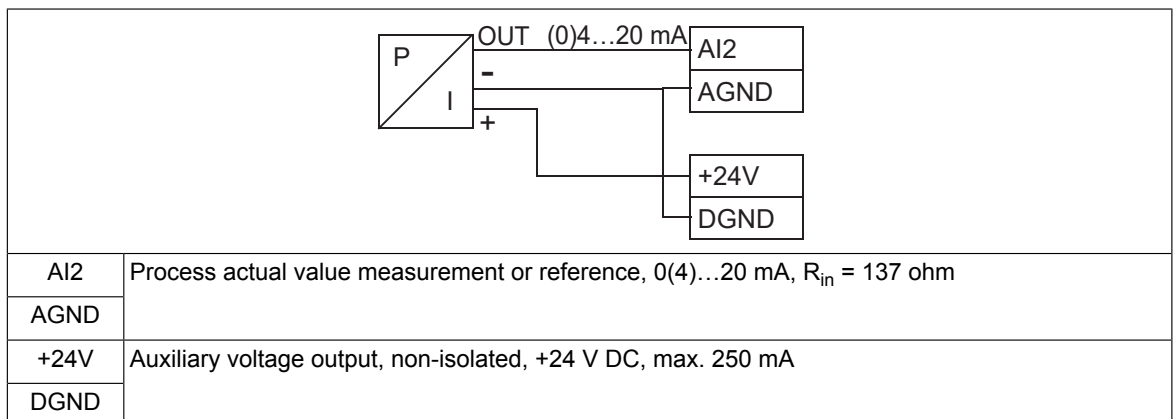 OUT (0)4…20 mA
AI2
P
-
AGND
I
+
+24V
DGND
AI2 Process actual value measurement or reference, 0(4)…20 mA, Rin = 137 ohm
AGND
+24V Auxiliary voltage output, non-isolated, +24 V DC, max. 250 mA
DGND